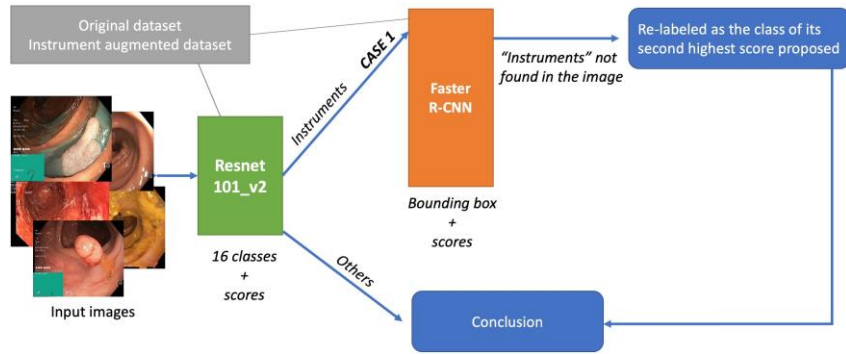 Original dataset
Instrument augmented dataset
CASE 1
Instruments
Faster
R-CNN
“Instruments” not
found in the image
Re-labeled as the class of its
second highest score proposed
Resnet
101_v2
Bounding box
+
scores
16 classes
+
scores
Others
Input images
Conclusion